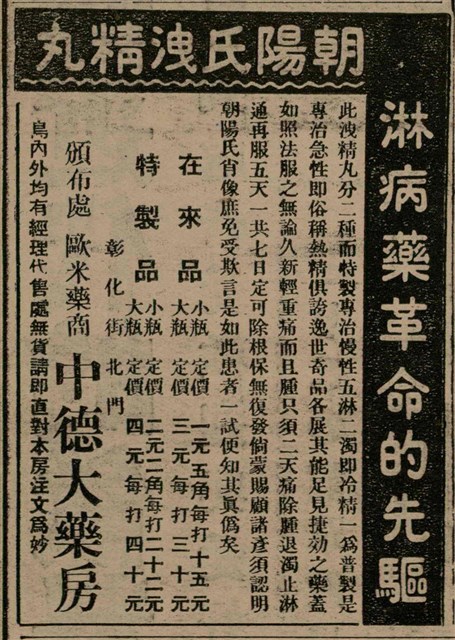 朝陽氏洩精丸
淋病藥革命的先驅
此洩精丸分二種而特製專治慢性五淋二濁即冷精一為普製是
專治急性即俗稱熱精俱誇逸世奇品各展其能足見捷効之藥蓋
如照法服之無論久新輕重痛而且腫只須二天痛除腫退濁止淋
通再服五天一共七日定可除根保無復發倘蒙賜顧諸彥須認明
朝陽氏肖像庶免受欺言是如此患者一試便知其眞僞矣
在來品
小瓶 定價 一元五角每打十五元
大瓶 定價 三元每打三十元
特製品
小瓶 定價 二元二角每打二十二元
大瓶 定價 四元每打四十元
彰化街北門
頒布處 歐米藥商 中德大藥房
島內外均有經理代售處無貨請即直對本房注文爲妙